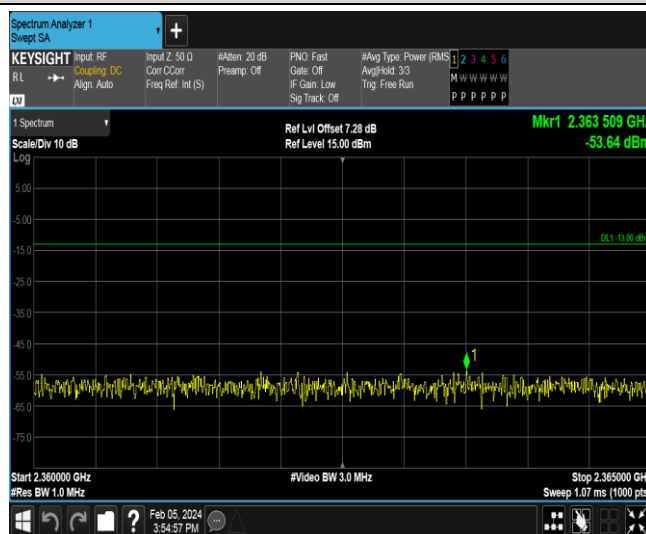 Spectrum Analyzer 1
Swept SA
+
KEYSIGHT
RL
LXI
Input: RF
Coupling: DC
Align: Auto
Input Z: 50 Ω
Corr CCorr
Freq Ref: Int (S)
#Atten: 20 dB
Preamp: Off
PNO: Fast
Gate: Off
IF Gain: Low
Sig Track: Off
#Avg Type: Power (RMS
Avg|Hold: 3/3
Trig: Free Run
1 2 3 4 5 6
M W W W W W
P P P P P P
1 Spectrum
Scale/Div 10 dB
Log
Ref Lvl Offset 7.28 dB
Ref Level 15.00 dBm
Mkr1 2.363 509 GHz
-53.64 dBm
5.00
-5.00
DL1 -13.00 dBm
-15.0
-25.0
-35.0
-45.0
1
-55.0
-65.0
-75.0
Start 2.360000 GHz
#Res BW 1.0 MHz
#Video BW 3.0 MHz
Stop 2.365000 GHz
Sweep 1.07 ms (1000 pts)
?
Feb 05, 2024
3:54:57 PM